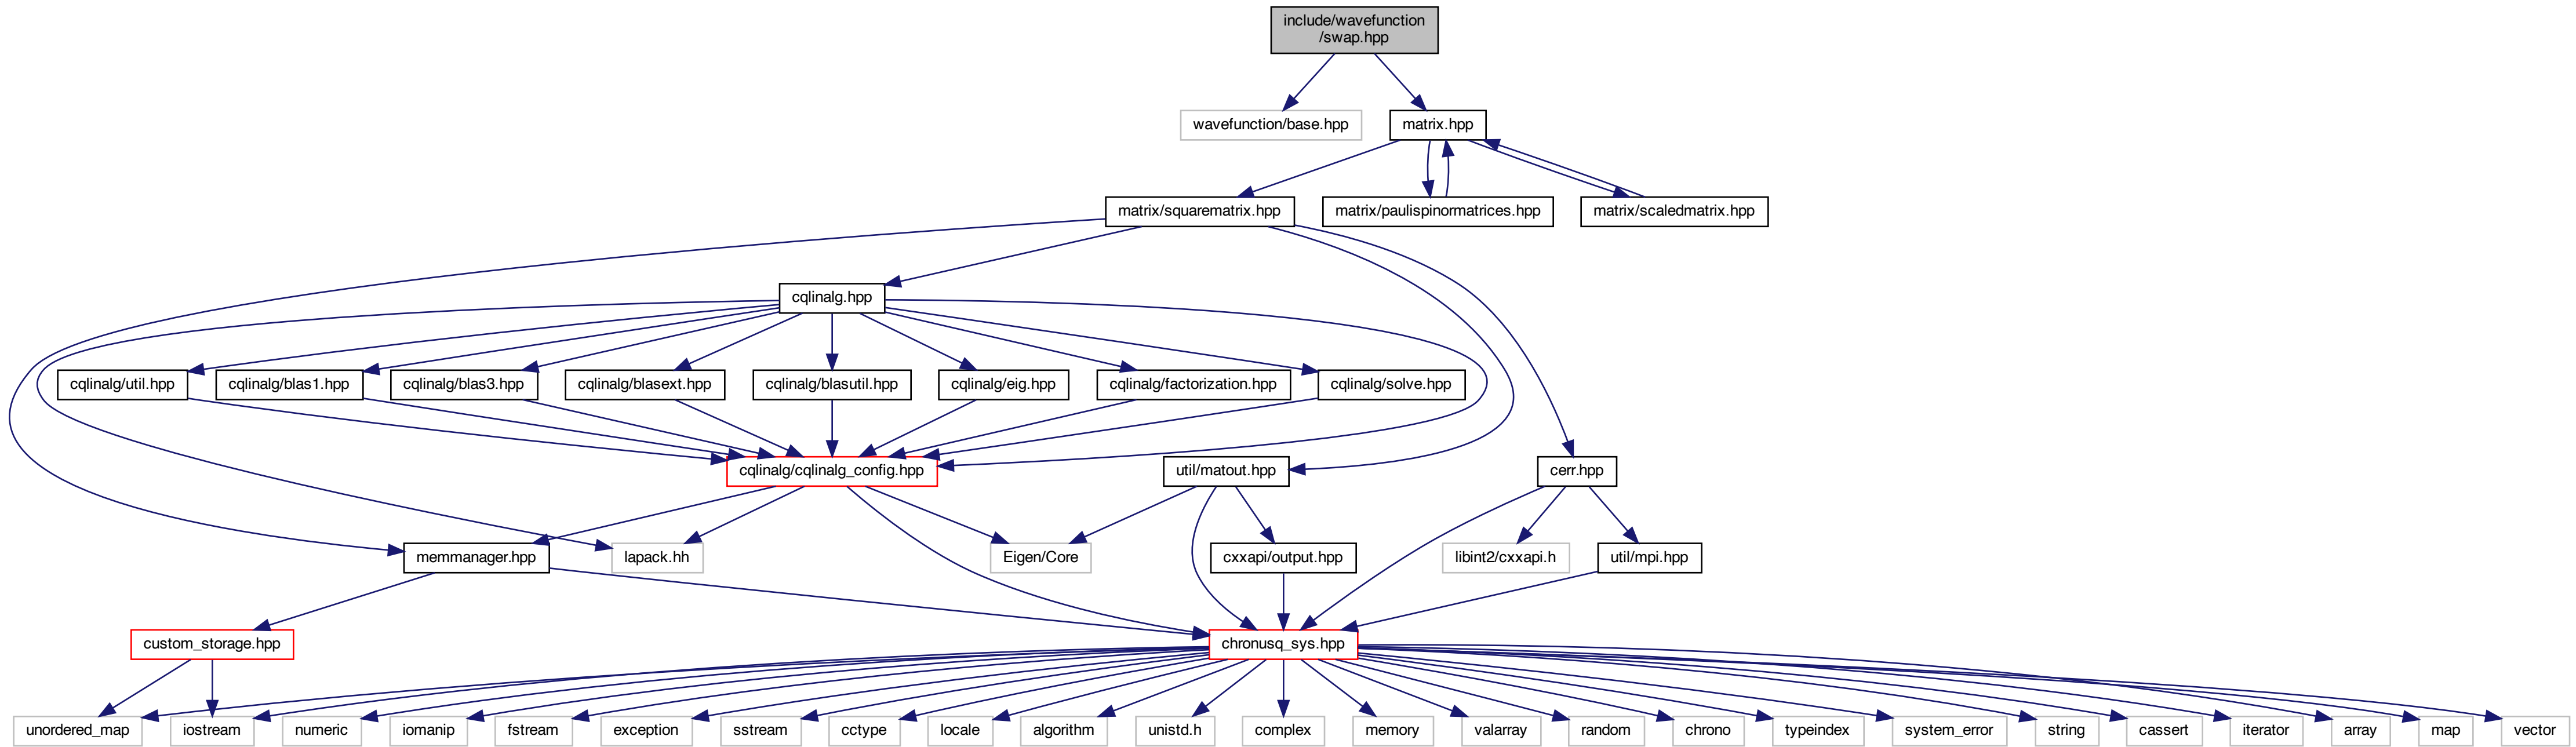 include/wavefunction
/swap.hpp
wavefunction/base.hpp
matrix.hpp
matrix/squarematrix.hpp
matrix/paulispinormatrices.hpp
matrix/scaledmatrix.hpp
cqlinalg.hpp
cqlinalg/util.hpp
cqlinalg/blas1.hpp
cqlinalg/blas3.hpp
cqlinalg/blasext.hpp
cqlinalg/blasutil.hpp
cqlinalg/eig.hpp
cqlinalg/factorization.hpp
cqlinalg/solve.hpp
cqlinalg/cqlinalg_config.hpp
util/matout.hpp
cerr.hpp
memmanager.hpp
lapack.hh
Eigen/Core
cxxapi/output.hpp
libint2/cxxapi.h
util/mpi.hpp
custom_storage.hpp
chronusq_sys.hpp
unordered_map
iostream
numeric
iomanip
fstream
exception
sstream
cctype
locale
algorithm
unistd.h
complex
memory
valarray
random
chrono
typeindex
system_error
string
cassert
iterator
array
map
vector